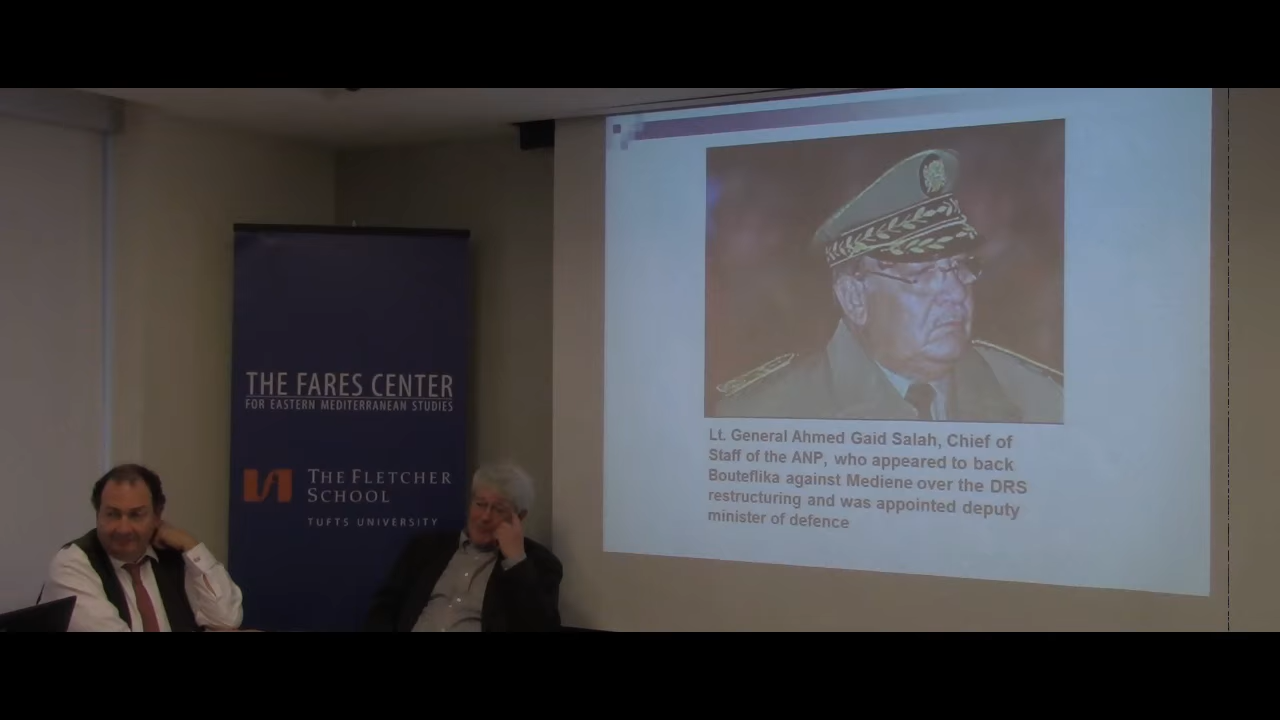 THE FARES CENTER
FOR EASTERN MEDITERRANEAN STUDIES
THE FLETCHER
SCHOOL
TUFTS UNIVERSITY
Lt. General Ahmed Gaid Salah, Chief of
Staff of the ANP, who appeared to back
Bouteflika against Mediene over the DRS
restructuring and was appointed deputy
minister of defence